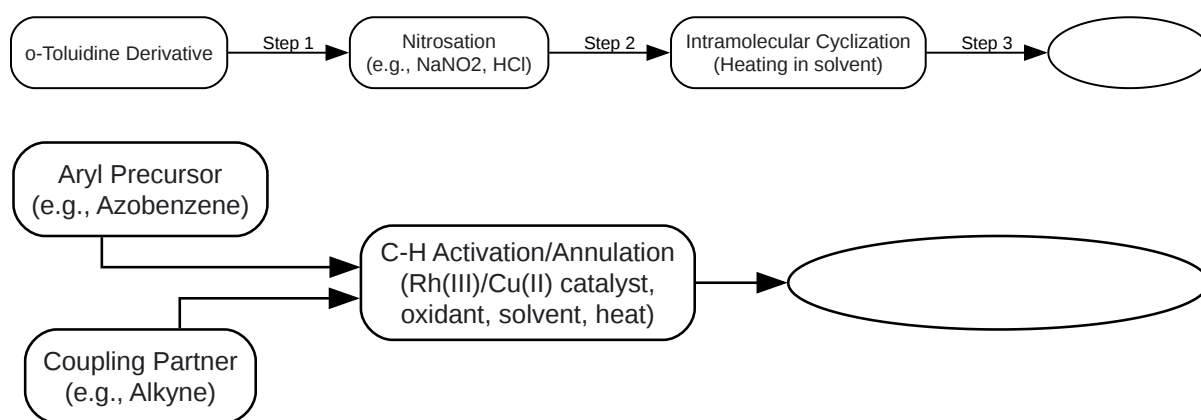 o-Toluidine Derivative
Step 1
Nitrosation
(e.g., NaNO2, HCl)
Step 2
Intramolecular Cyclization
(Heating in solvent)
Step 3
Aryl Precursor
(e.g., Azobenzene)
C-H Activation/Annulation
(Rh(III)/Cu(II) catalyst,
oxidant, solvent, heat)
Coupling Partner
(e.g., Alkyne)